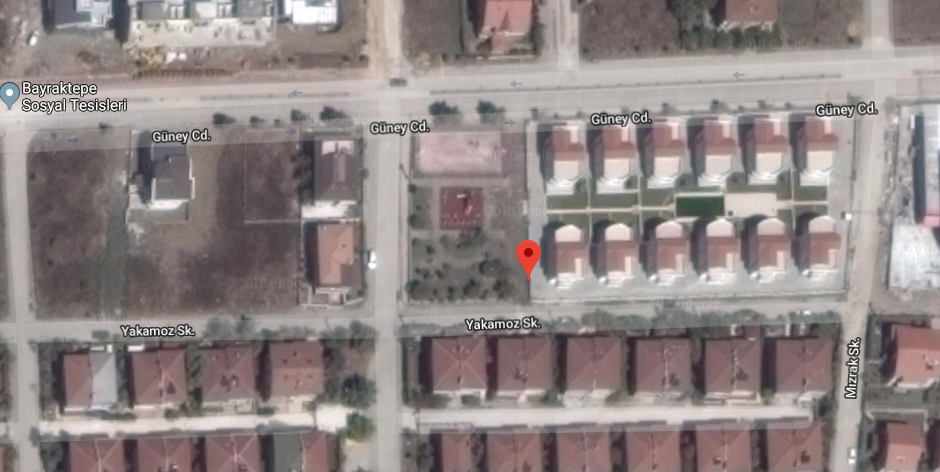 Bayraktepe
Sosyal Tesisleri
Güney Cd.
Güney Cd.
Güney Cd.
Güney Cd.
Yakamoz Sk.
Yakamoz Sk.
Mızrak Sk.